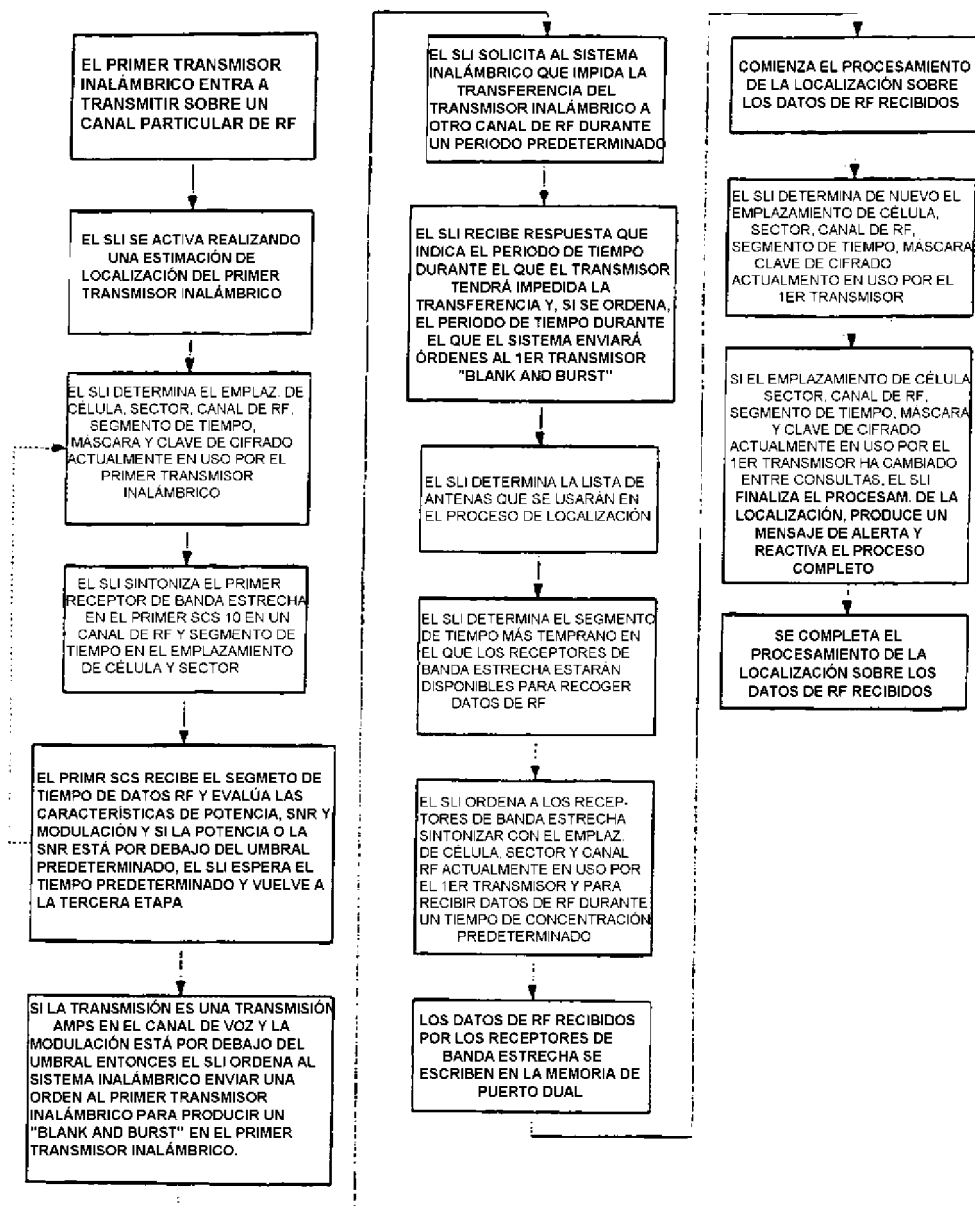 EL PRIMER TRANSMISOR
INALÁMBRICO ENTRA A
TRANSMITIR SOBRE UN
CANAL PARTICULAR DE RF
EL SLI SE ACTIVA REALIZANDO
UNA ESTIMACIÓN DE
LOCALIZACIÓN DEL PRIMER
TRANSMISOR INALÁMBRICO
EL SLI DETERMINA EL EMPLAZ. DE
CÉLULA, SECTOR, CANAL DE RF,
SEGMENTO DE TIEMPO,
MÁSCARA Y CLAVE DE CIFRADO
ACTUALMENTE EN USO POR EL
PRIMER TRANSMISOR
INALÁMBRICO
EL SLI SINTONIZA EL PRIMER
RECEPTOR DE BANDA ESTRECHA
EN EL PRIMER SCS 10 EN UN
CANAL DE RF Y SEGMENTO DE
TIEMPO EN EL EMPLAZAMIENTO
DE CÉLULA Y SECTOR
EL PRIMR SCS RECIBE EL SEGMETO DE
TIEMPO DE DATOS RF Y EVALÚA LAS
CARACTERÍSTICAS DE POTENCIA, SNR Y
MODULACIÓN Y SI LA POTENCIA O LA
SNR ESTÁ POR DEBAJO DEL UMBRAL
PREDETERMINADO, EL SLI ESPERA EL
TIEMPO PREDETERMINADO Y VUELVE A
LA TERCERA ETAPA
SI LA TRANSMISIÓN ES UNA TRANSMISIÓN
AMPS EN EL CANAL DE VOZ Y LA
MODULACIÓN ESTÁ POR DEBAJO DEL
UMBRAL ENTONCES EL SLI ORDENA AL
SISTEMA INALÁMBRICO ENVIAR UNA
ORDEN AL PRIMER TRANSMISOR
INALÁMBRICO PARA PRODUCIR UN
"BLANK AND BURST" EN EL PRIMER
TRANSMISOR INALÁMBRICO.
EL SLI SOLICITA AL SISTEMA
INALÁMBRICO QUE IMPIDA LA
TRANSFERENCIA DEL
TRANSMISOR INALÁMBRICO A
OTRO CANAL DE RF DURANTE
UN PERIODO PREDETERMINADO
EL SLI RECIBE RESPUESTA QUE
INDICA EL PERIODO DE TIEMPO
DURANTE EL QUE EL TRANSMISOR
TENDRÁ IMPEDIDA LA
TRANSFERENCIA Y, SI SE ORDENA,
EL PERIODO DE TIEMPO DURANTE
EL QUE EL SISTEMA ENVIARÁ
ÓRDENES AL 1ER TRANSMISOR
"BLANK AND BURST"
EL SLI DETERMINA LA LISTA DE
ANTENAS QUE SE USARÁN EN
EL PROCESO DE LOCALIZACIÓN
EL SLI DETERMINA EL SEGMENTO
DE TIEMPO MÁS TEMPRANO EN
EL QUE LOS RECEPTORES DE
BANDA ESTRECHA ESTARÁN
DISPONIBLES PARA RECOGER
DATOS DE RF
EL SLI ORDENA A LOS RECEP-
TORES DE BANDA ESTRECHA
SINTONIZAR CON EL EMPLAZ.
DE CÉLULA, SECTOR Y CANAL
RF ACTUALMENTE EN USO POR
EL 1ER TRANSMISOR Y PARA
RECIBIR DATOS DE RF DURANTE
UN TIEMPO DE CONCENTRACIÓN
PREDETERMINADO
LOS DATOS DE RF RECIBIDOS
POR LOS RECEPTORES DE
BANDA ESTRECHA SE
ESCRIBEN EN LA MEMORIA DE
PUERTO DUAL
COMIENZA EL PROCESAMIENTO
DE LA LOCALIZACIÓN SOBRE
LOS DATOS DE RF RECIBIDOS
EL SLI DETERMINA DE NUEVO EL
EMPLAZAMIENTO DE CÉLULA,
SECTOR, CANAL DE RF,
SEGMENTO DE TIEMPO, MÁSCARA
CLAVE DE CIFRADO
ACTUALMENTO EN USO POR EL
1ER TRANSMISOR
SI EL EMPLAZAMIENTO DE CÉLULA
SECTOR, CANAL DE RF,
SEGMENTO DE TIEMPO, MÁSCARA
Y CLAVE DE CIFRADO
ACTUALMENTE EN USO POR EL
1ER TRANSMISOR HA CAMBIADO
ENTRE CONSULTAS, EL SLI
FINALIZA EL PROCESAM. DE LA
LOCALIZACIÓN, PRODUCE UN
MENSAJE DE ALERTA Y
REACTIVA EL PROCESO
COMPLETO
SE COMPLETA EL
PROCESAMIENTO DE LA
LOCALIZACIÓN SOBRE LOS
DATOS DE RF RECIBIDOS